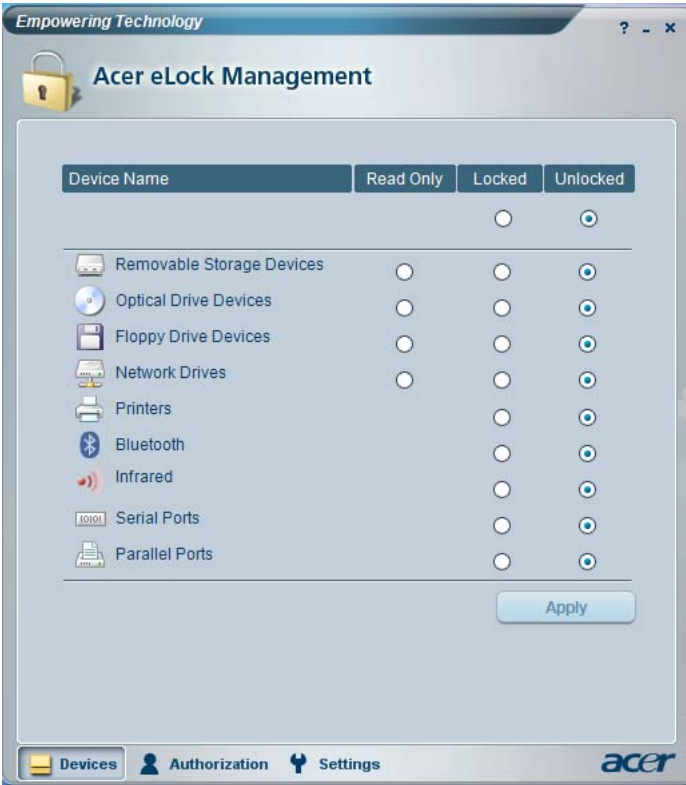 Empowering Technology
? - x
Acer eLock Management
Device Name Read Only Locked Unlocked
Removable Storage Devices
Optical Drive Devices
Floppy Drive Devices
Network Drives
Printers
Bluetooth
Infrared
10101 Serial Ports
Parallel Ports
Apply
Devices Authorization Settings acer